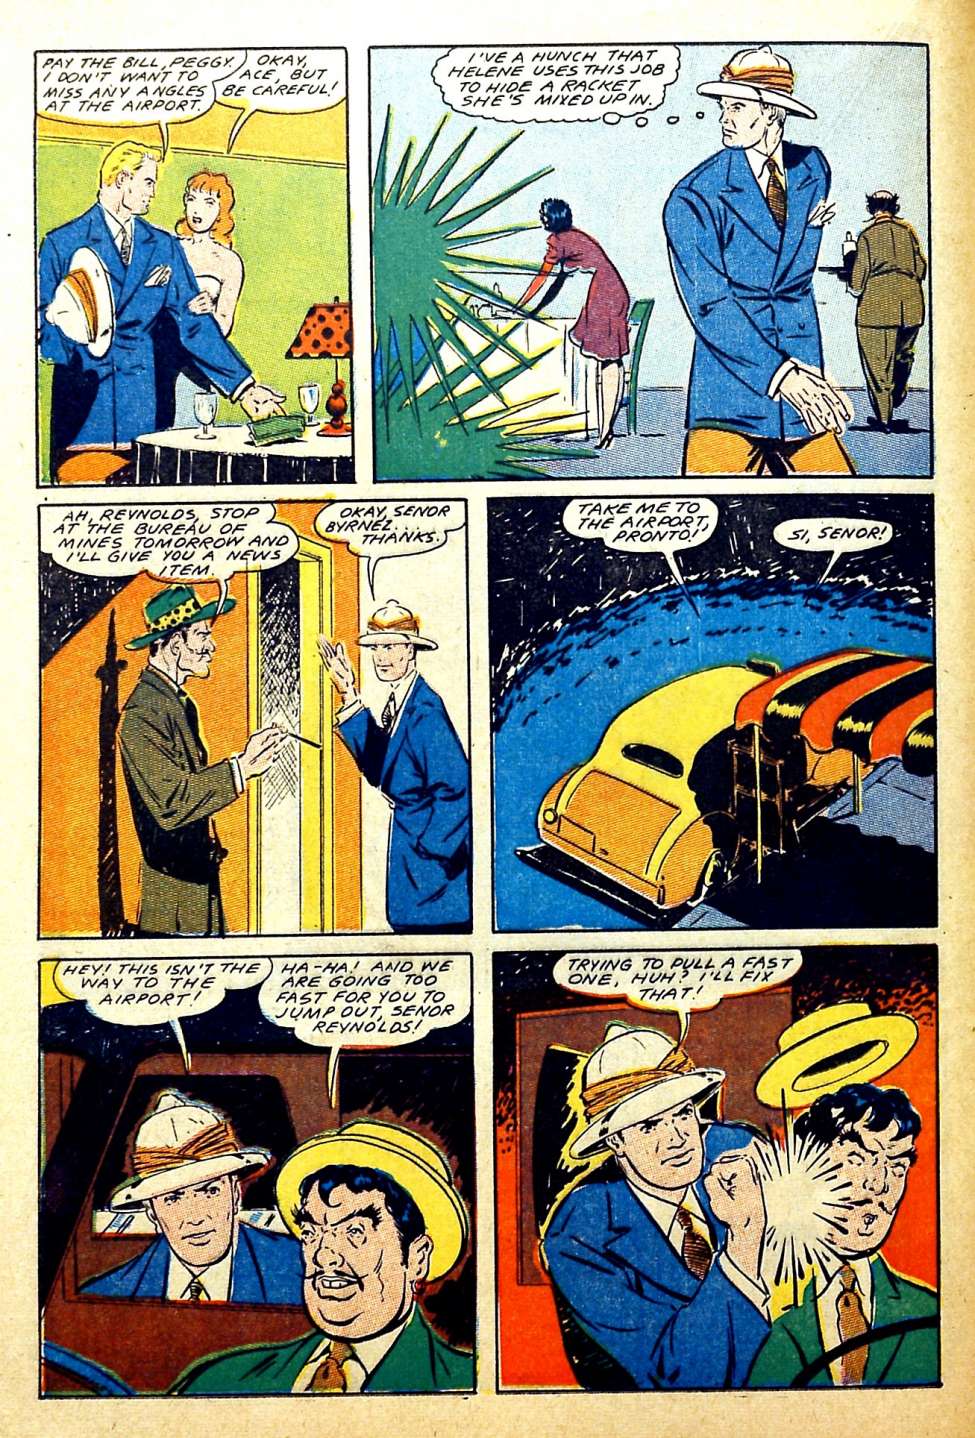 PAY THE BILL, PEGGY.
I DON'T WANT TO
MISS ANY ANGLES
AT THE AIRPORT.
OKAY,
ACE, BUT
BE CAREFUL!
I'VE A HUNCH THAT
HELENE USES THIS JOB
TO HIDE A RACKET
SHE'S MIXED UP IN.
AH, REYNOLDS, STOP
AT THE BUREAU OF
MINES TOMORROW AND
I'LL GIVE YOU A NEWS
ITEM.
OKAY, SENOR
BYRNEZ...
THANKS.
TAKE ME TO
THE AIRPORT,
PRONTO!
SI, SENOR!
HEY! THIS ISN'T THE
WAY TO THE
AIRPORT!
HA-HA! AND WE
ARE GOING TOO
FAST FOR YOU TO
JUMP OUT, SENOR
REYNOLDS!
TRYING TO PULL A FAST
ONE, HUH? I'LL FIX
THAT!